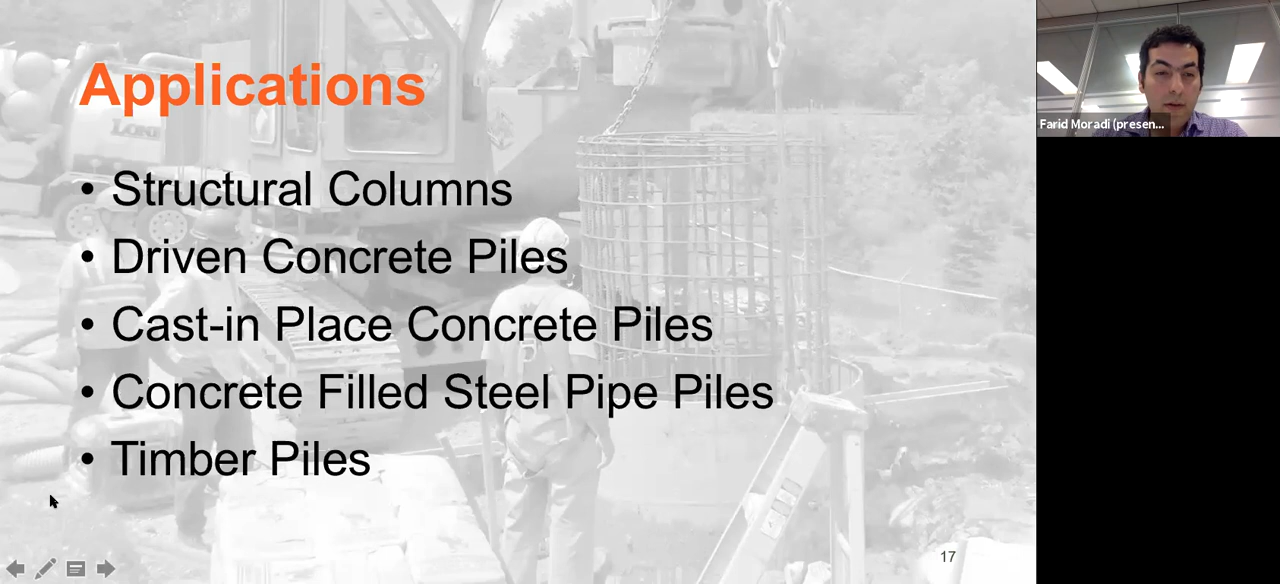 Applications
• Structural Columns
• Driven Concrete Piles
• Cast-in Place Concrete Piles
• Concrete Filled Steel Pipe Piles
• Timber Piles
17
Farid Moradi (presen...